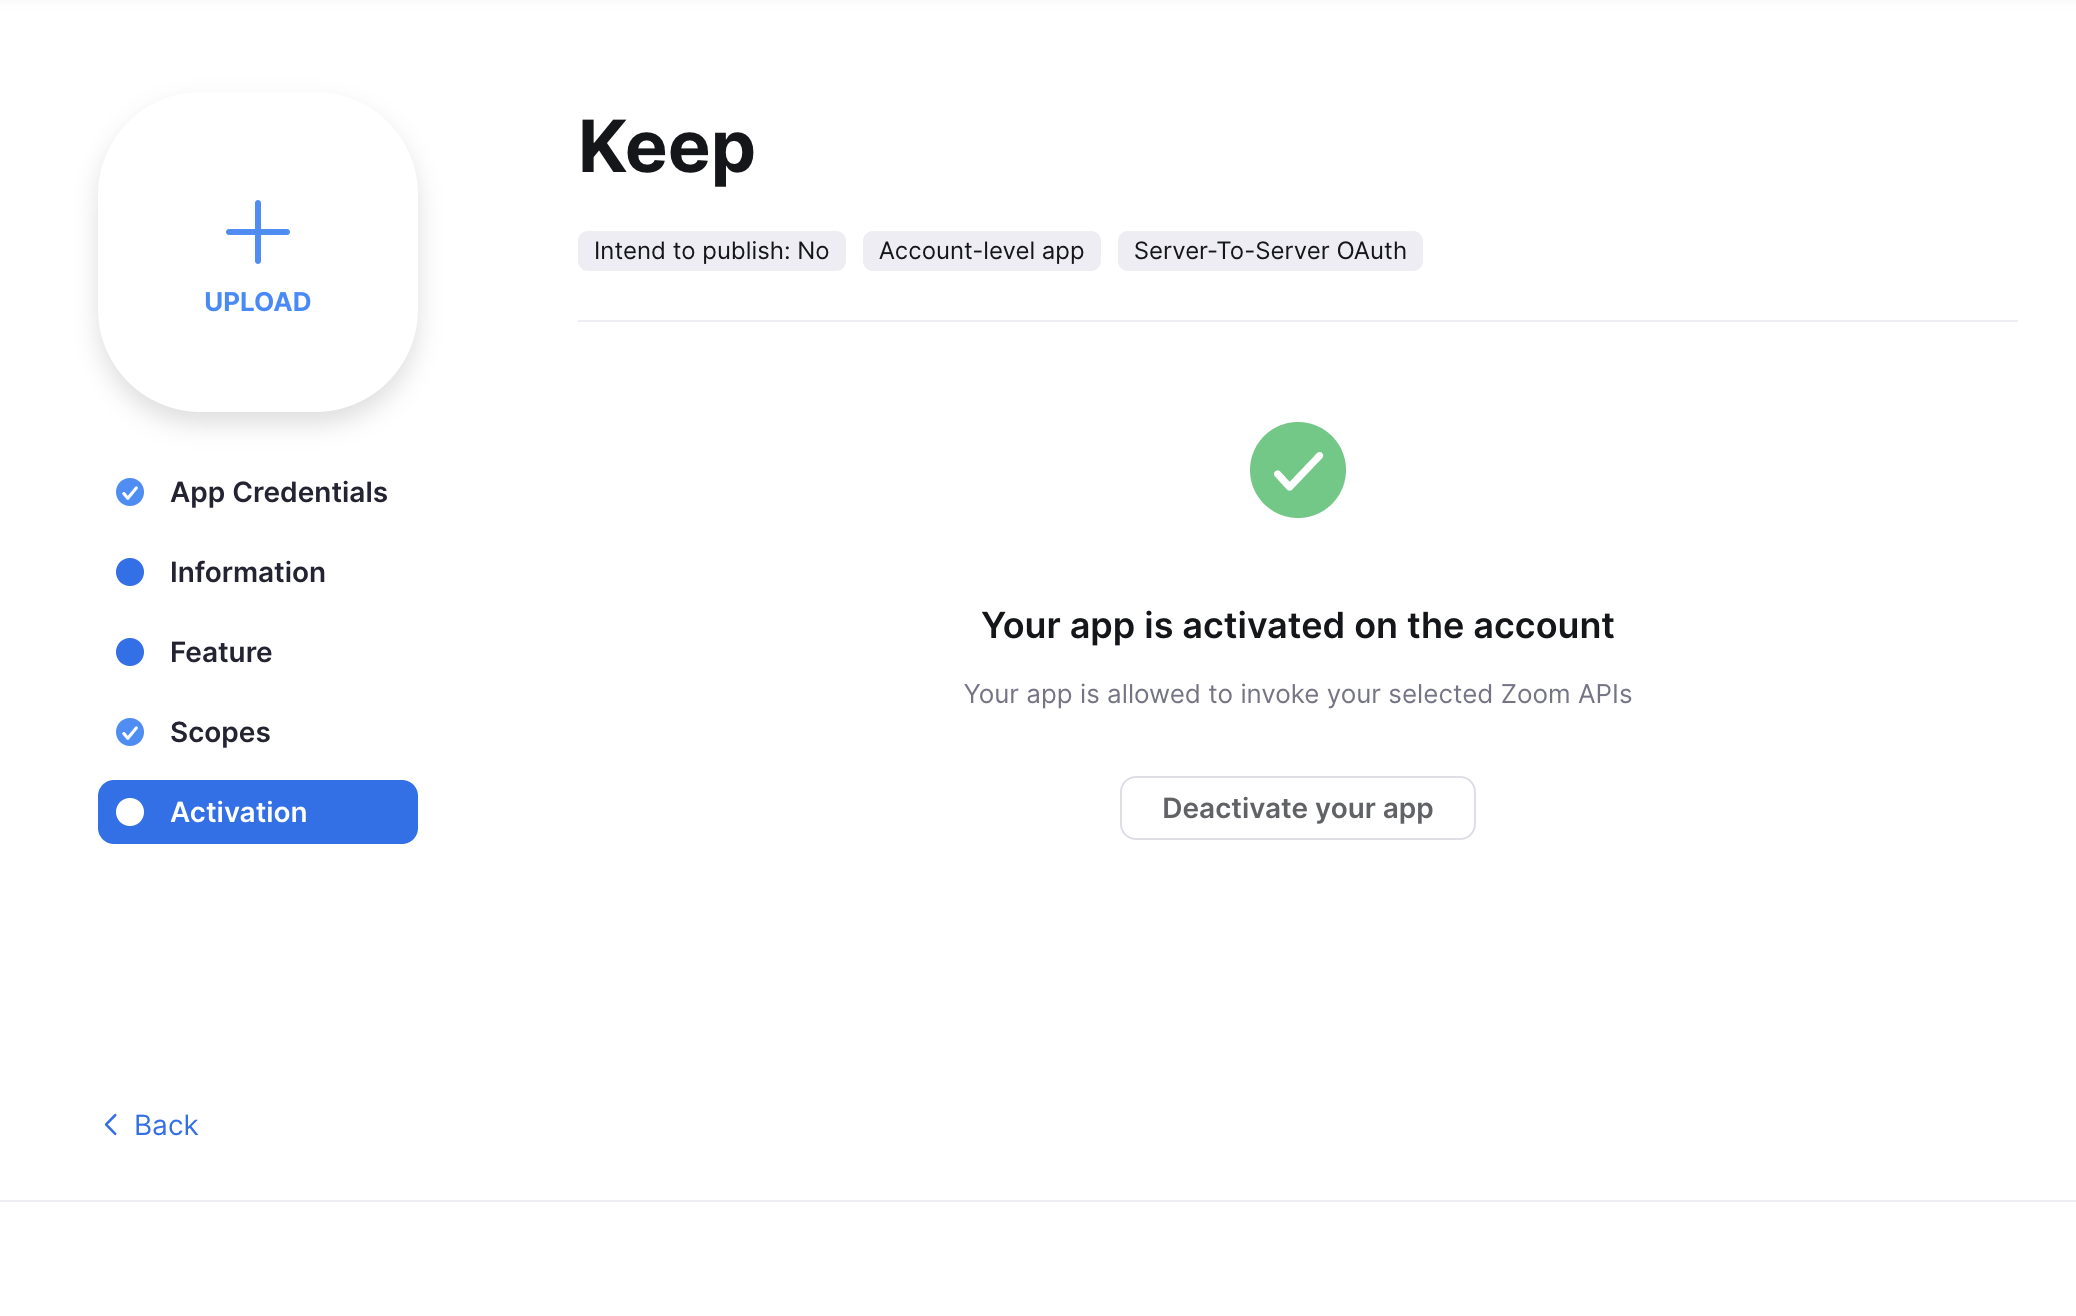 UPLOAD
App Credentials
Information
Feature
Scopes
Activation
Back
Keep
Intend to publish: No
Account-level app
Server-To-Server OAuth
Your app is activated on the account
Your app is allowed to invoke your selected Zoom APIs
Deactivate your app